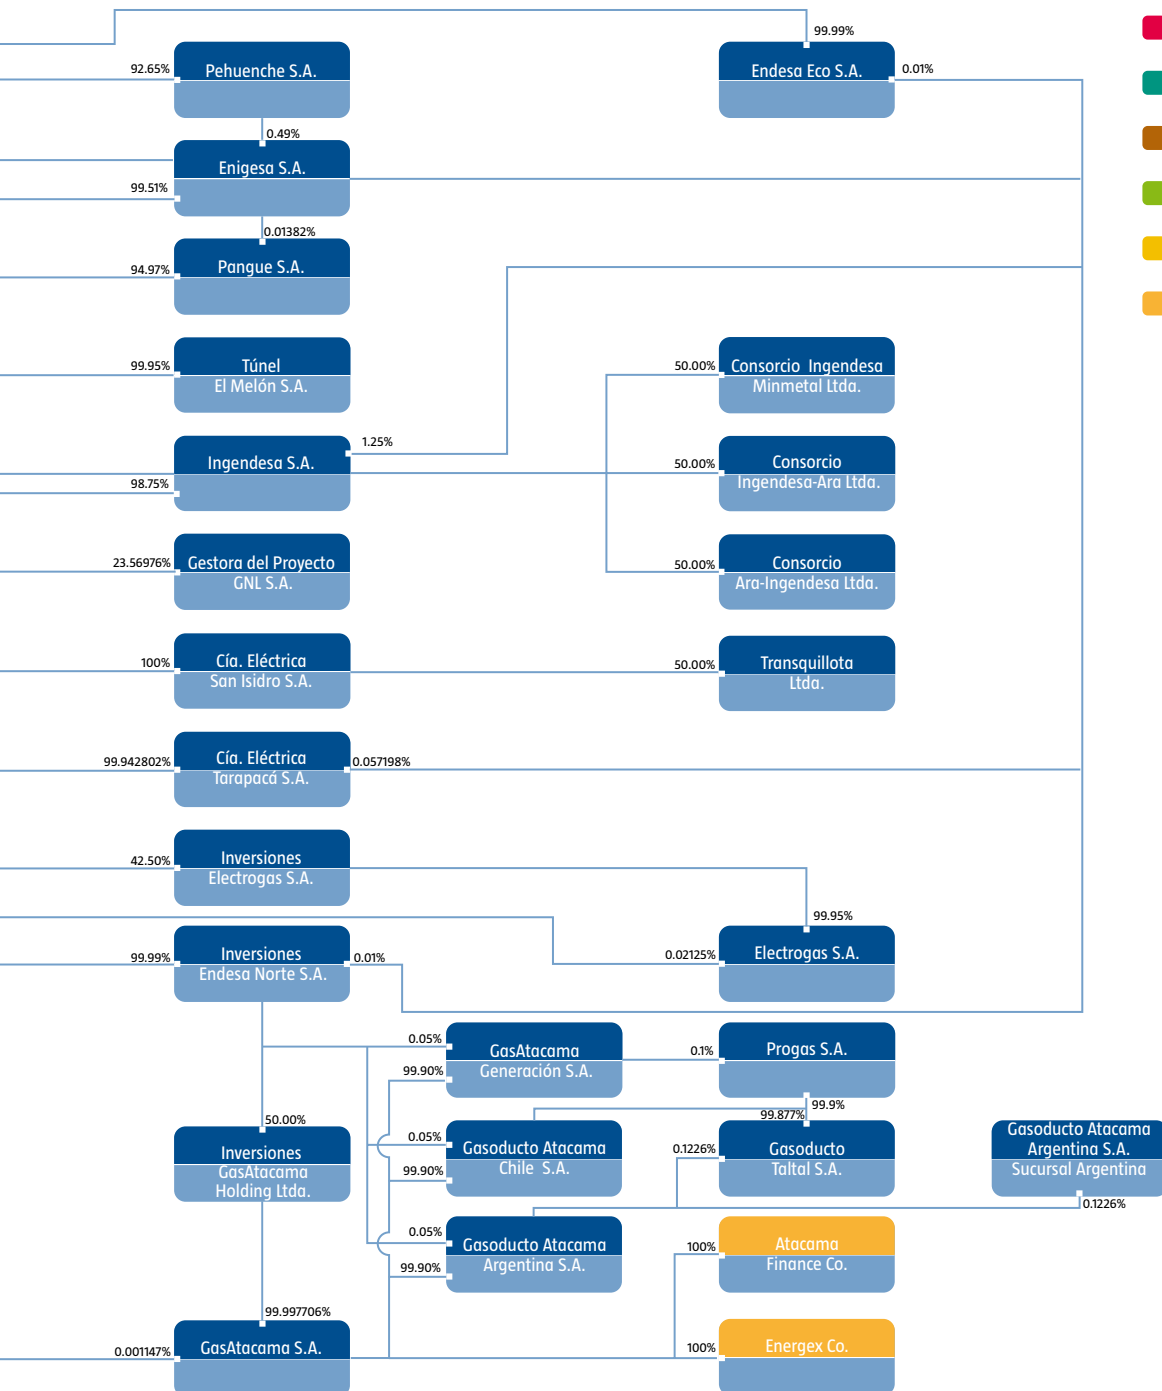 99.99%
92.65%
Pehuenche S.A.
Endesa Eco S.A.
0.01%
0.49%
Enigesa S.A.
99.51%
0.01382%
94.97%
Pangue S.A.
99.95%
Túnel
El Melón S.A.
50.00%
Consorcio Ingendesa
Minmetal Ltda.
1.25%
Ingendesa S.A.
98.75%
50.00%
Consorcio
Ingendesa-Ara Ltda.
23.56976%
Gestora del Proyecto
GNL S.A.
50.00%
Consorcio
Ara-Ingendesa Ltda.
100%
Cía. Eléctrica
San Isidro S.A.
50.00%
Transquillota
Ltda.
99.942802%
Cía. Eléctrica
Tarapacá S.A.
0.057198%
42.50%
Inversiones
Electrogas S.A.
99.95%
99.99%
Inversiones
Endesa Norte S.A.
0.01%
0.02125%
Electrogas S.A.
0.05%
99.90%
GasAtacama
Generación S.A.
0.1%
Progas S.A.
99.9%
99.877%
50.00%
Inversiones
GasAtacama
Holding Ltda.
0.05%
99.90%
Gasoducto Atacama
Chile S.A.
0.1226%
Gasoducto
Taltal S.A.
Gasoducto Atacama
Argentina S.A.
Sucursal Argentina
0.1226%
0.05%
99.90%
Gasoducto Atacama
Argentina S.A.
100%
Atacama
Finance Co.
99.997706%
0.001147%
GasAtacama S.A.
100%
Energex Co.